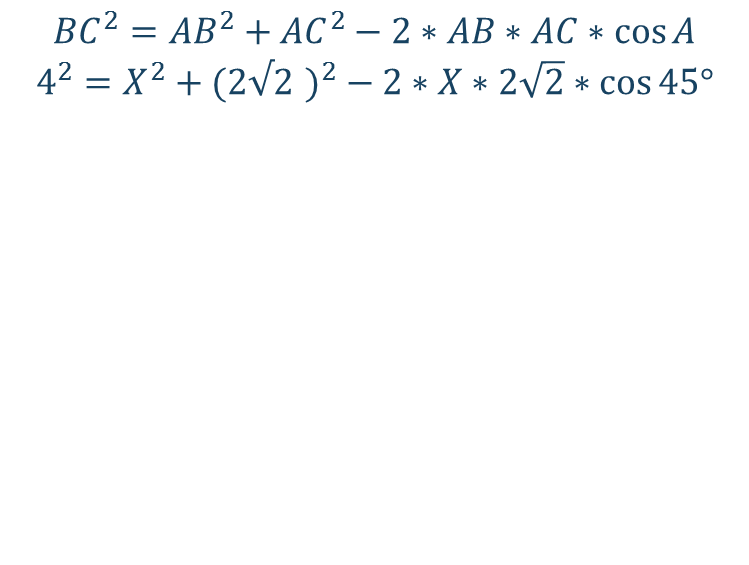 BC² = AB² + AC² − 2 * AB * AC * cos A
4² = X² + (2√2 )² − 2 * X * 2√2 * cos 45°